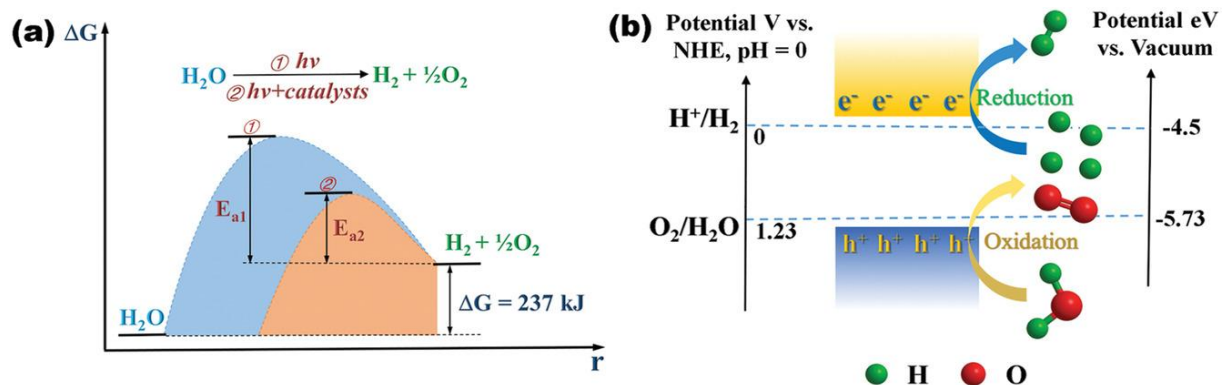 (a)
ΔG
① hν
H₂O → H₂ + ½O₂
② hν+catalysts
①
②
Eₐ₁
Eₐ₂
H₂ + ½O₂
H₂O
ΔG = 237 kJ
r
(b)
Potential V vs.
NHE, pH = 0
Potential eV
vs. Vacuum
e⁻ e⁻ e⁻ e⁻
Reduction
H⁺/H₂
0
-4.5
O₂/H₂O
1.23
-5.73
h⁺ h⁺ h⁺ h⁺
Oxidation
H
O